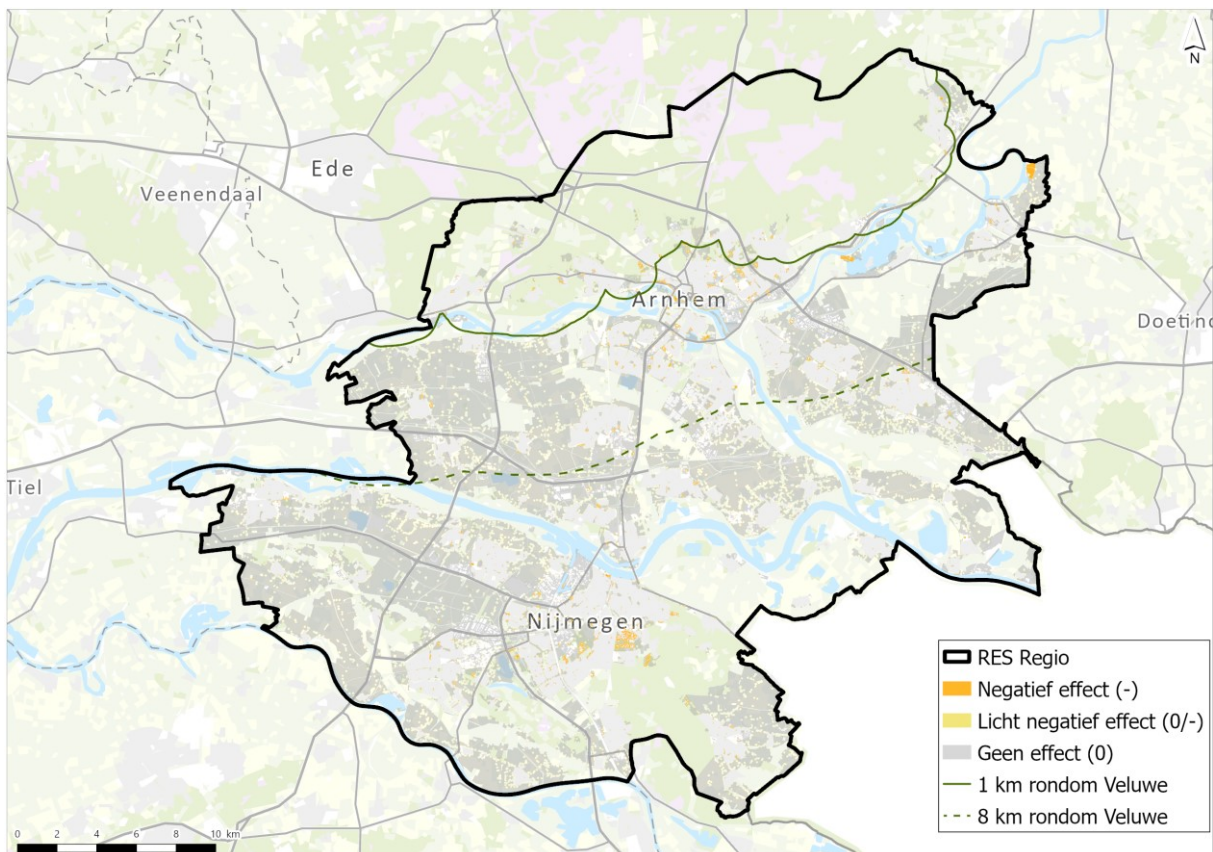 N
Ede
Veenendaal
Arnhem
Doetinc
Tiel
Nijmegen
RES Regio
Negatief effect (-)
Licht negatief effect (0/-)
Geen effect (0)
1 km rondom Veluwe
8 km rondom Veluwe
0 2 4 6 8 10 km